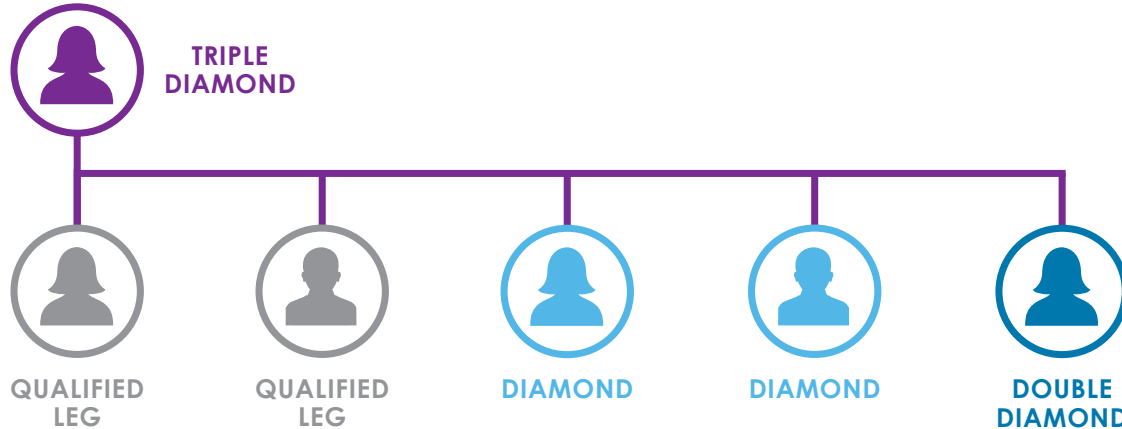 TRIPLE
DIAMOND
QUALIFIED
LEG
QUALIFIED
LEG
DIAMOND
DIAMOND
DOUBLE
DIAMOND